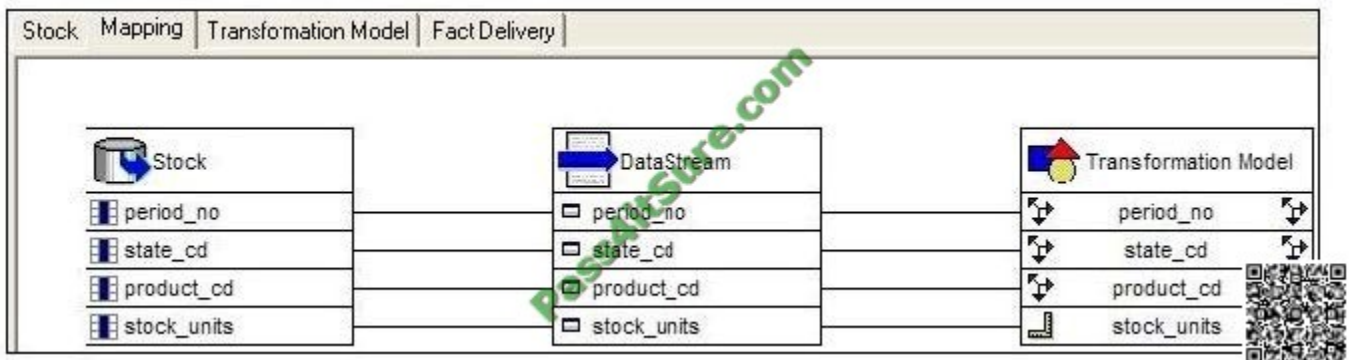 Stock Mapping Transformation Model Fact Delivery
Stock DataStream Transformation Model
period_no period_no period_no
state_cd state_cd state_cd
product_cd product_cd product_cd
stock_units stock_units stock_units
Pass4itSure.com